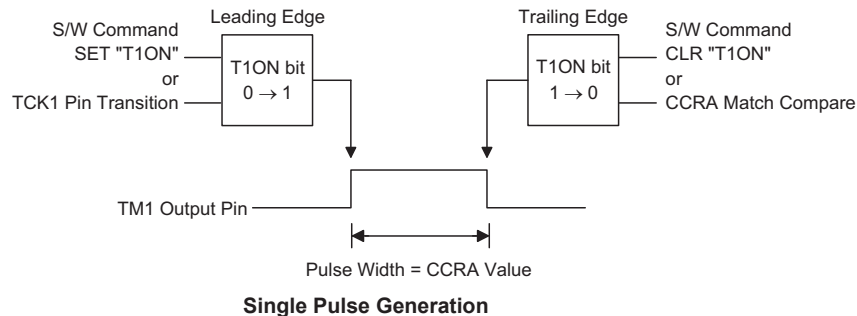 Leading Edge
S/W Command
SET "T1ON"
or
TCK1 Pin Transition
T1ON bit
0 → 1
Trailing Edge
T1ON bit
1 → 0
S/W Command
CLR "T1ON"
or
CCRA Match Compare
TM1 Output Pin
Pulse Width = CCRA Value
Single Pulse Generation